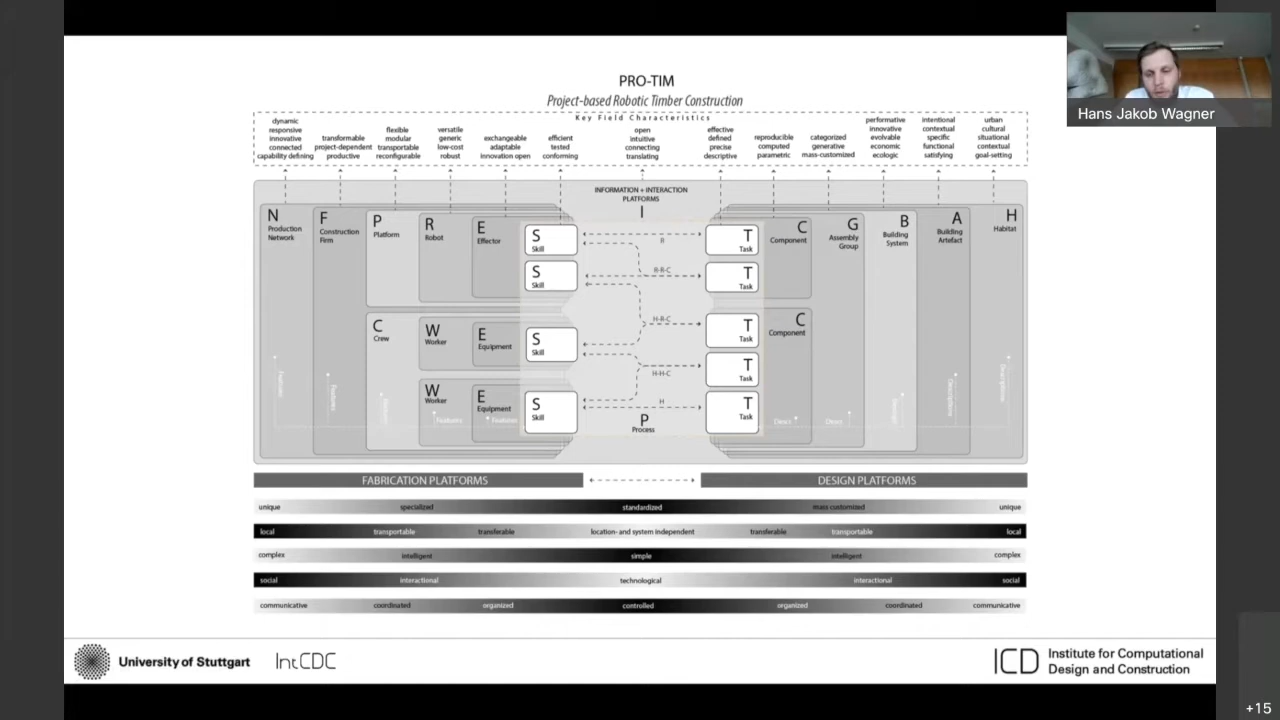 PRO-TIM
Project-based Robotic Timber Construction
Key Field Characteristics
dynamic
responsive
innovative
connected
capability defining
transformable
project-dependent
productive
flexible
modular
transportable
reconfigurable
versatile
generic
low-cost
robust
exchangeable
adaptable
innovation open
efficient
tested
conforming
open
intuitive
connecting
translating
effective
defined
precise
descriptive
reproducible
computed
parametric
categorized
generative
mass-customized
performative
innovative
evolvable
economic
ecologic
intentional
contextual
specific
functional
satisfying
urban
cultural
situational
contextual
goal-setting
INFORMATION + INTERACTION
PLATFORMS
I
N
Production
Network
F
Construction
Firm
P
Platform
R
Robot
E
Effector
S
Skill
S
Skill
C
Crew
W
Worker
E
Equipment
S
Skill
W
Worker
E
Equipment
S
Skill
Features
Features
Features
Features
R
R-R-C
H-R-C
H-H-C
H
P
Process
T
Task
T
Task
T
Task
T
Task
T
Task
C
Component
C
Component
G
Assembly
Group
B
Building
System
A
Building
Artefact
H
Habitat
Descr.
Descr.
Descriptions
Descriptions
FABRICATION PLATFORMS
DESIGN PLATFORMS
unique specialized standardized mass customized unique
local transportable transferable location- and system independent transferable transportable local
complex intelligent simple intelligent complex
social interactional technological interactional social
communicative coordinated organized controlled organized coordinated communicative
University of Stuttgart
IntCDC
ICD
Institute for Computational
Design and Construction
Hans Jakob Wagner
+15